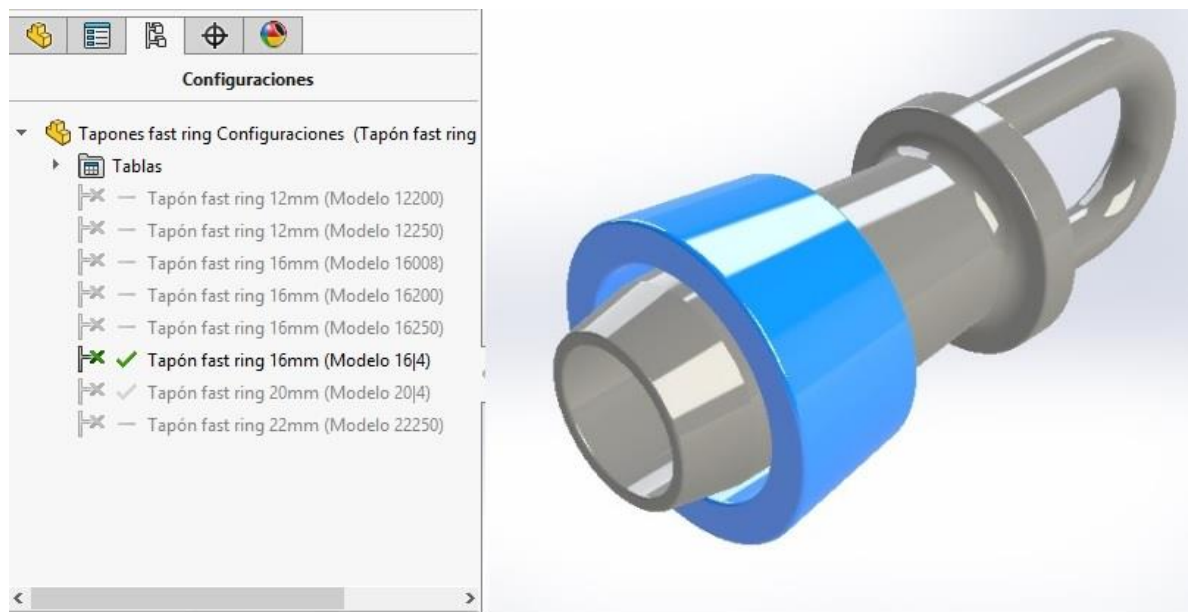 Configuraciones
Tapones fast ring Configuraciones (Tapón fast ring
Tablas
Tapón fast ring 12mm (Modelo 12200)
Tapón fast ring 12mm (Modelo 12250)
Tapón fast ring 16mm (Modelo 16008)
Tapón fast ring 16mm (Modelo 16200)
Tapón fast ring 16mm (Modelo 16250)
Tapón fast ring 16mm (Modelo 16|4)
Tapón fast ring 20mm (Modelo 20|4)
Tapón fast ring 22mm (Modelo 22250)